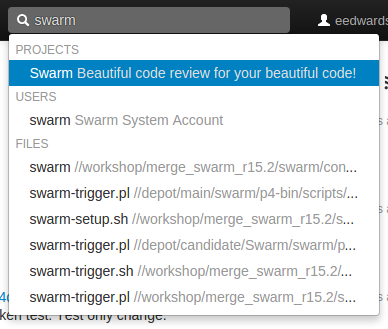 swarm
eedwards
PROJECTS
Swarm Beautiful code review for your beautiful code!
USERS
swarm Swarm System Account
FILES
swarm //workshop/merge_swarm_r15.2/swarm/con...
swarm-trigger.pl //depot/main/swarm/p4-bin/scripts/...
swarm-setup.sh //workshop/merge_swarm_r15.2/s...
swarm-trigger.pl //depot/candidate/Swarm/swarm/p...
swarm-trigger.sh //workshop/merge_swarm_r15.2/...
swarm-trigger.pl //workshop/merge_swarm_r15.2/s...
ken test. Test only change.